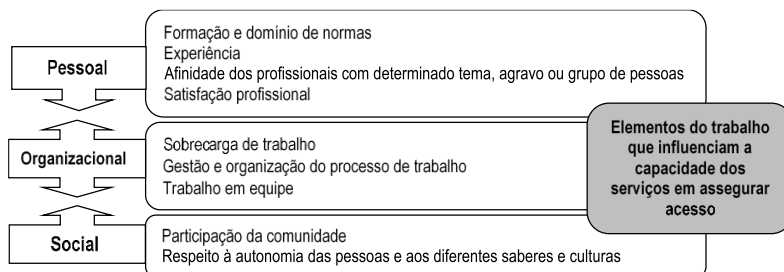 Pessoal
Formação e domínio de normas
Experiência
Afinidade dos profissionais com determinado tema, agravo ou grupo de pessoas
Satisfação profissional
Organizacional
Sobrecarga de trabalho
Gestão e organização do processo de trabalho
Trabalho em equipe
Social
Participação da comunidade
Respeito à autonomia das pessoas e aos diferentes saberes e culturas
Elementos do trabalho
que influenciam a
capacidade dos
serviços em assegurar
acesso